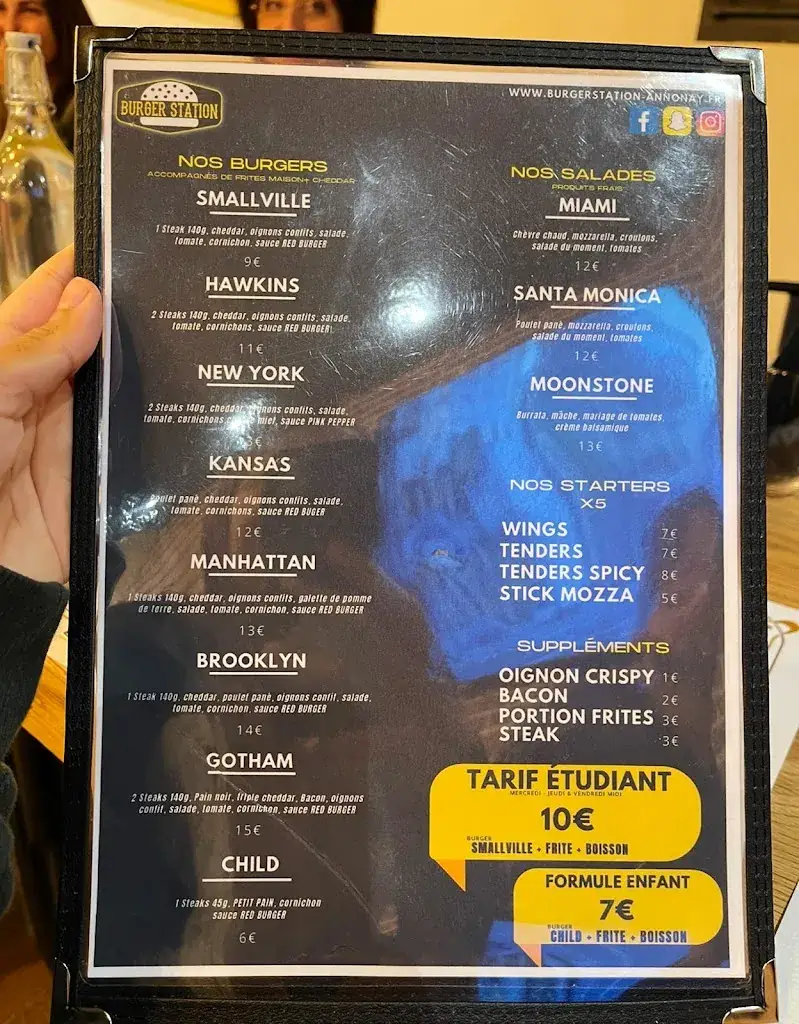 BURGER STATION
WWW.BURGERSTATION-ANNONAY.FR
NOS BURGERS
ACCOMPAGNÉS DE FRITES MAISON+ CHEDDAR
SMALLVILLE
1 Steak 140g, cheddar, oignons confits, salade,
tomate, cornichon, sauce RED BURGER
9€
HAWKINS
2 Steaks 140g, cheddar, oignons confits, salade,
tomate, cornichons, sauce RED BURGER
11€
NEW YORK
2 Steaks 140g, cheddar, oignons confits, salade,
tomate, cornichons, miel, sauce PINK PEPPER
KANSAS
Poulet pané, cheddar, oignons confits, salade,
tomate, cornichons, sauce RED BUGER
12€
MANHATTAN
1 Steaks 140g, cheddar, oignons confits, galette de pomme
de terre, salade, tomate, cornichon, sauce RED BURGER
13€
BROOKLYN
1 Steak 140g, cheddar, poulet pané, oignons confit, salade,
tomate, cornichon, sauce RED BURGER
14€
GOTHAM
2 Steaks 140g, Pain noir, triple cheddar, Bacon, oignons
confit, salade, tomate, cornichon, sauce RED BURGER
15€
CHILD
1 Steaks 45g, PETIT PAIN, cornichon
sauce RED BURGER
6€
NOS SALADES
PRODUITS FRAIS
MIAMI
Chèvre chaud, mozzarella, croutons,
salade du moment, tomates
12€
SANTA MONICA
Poulet pané, mozzarella, croutons,
salade du moment, tomates
12€
MOONSTONE
Burrata, mâche, mariage de tomates,
crème balsamique
13€
NOS STARTERS
X5
WINGS 7€
TENDERS 7€
TENDERS SPICY 8€
STICK MOZZA 5€
SUPPLÉMENTS
OIGNON CRISPY 1€
BACON 2€
PORTION FRITES 3€
STEAK 3€
TARIF ÉTUDIANT
MERCREDI - JEUDI & VENDREDI MIDI
10€
BURGER
SMALLVILLE + FRITE + BOISSON
FORMULE ENFANT
7€
BURGER
CHILD + FRITE + BOISSON